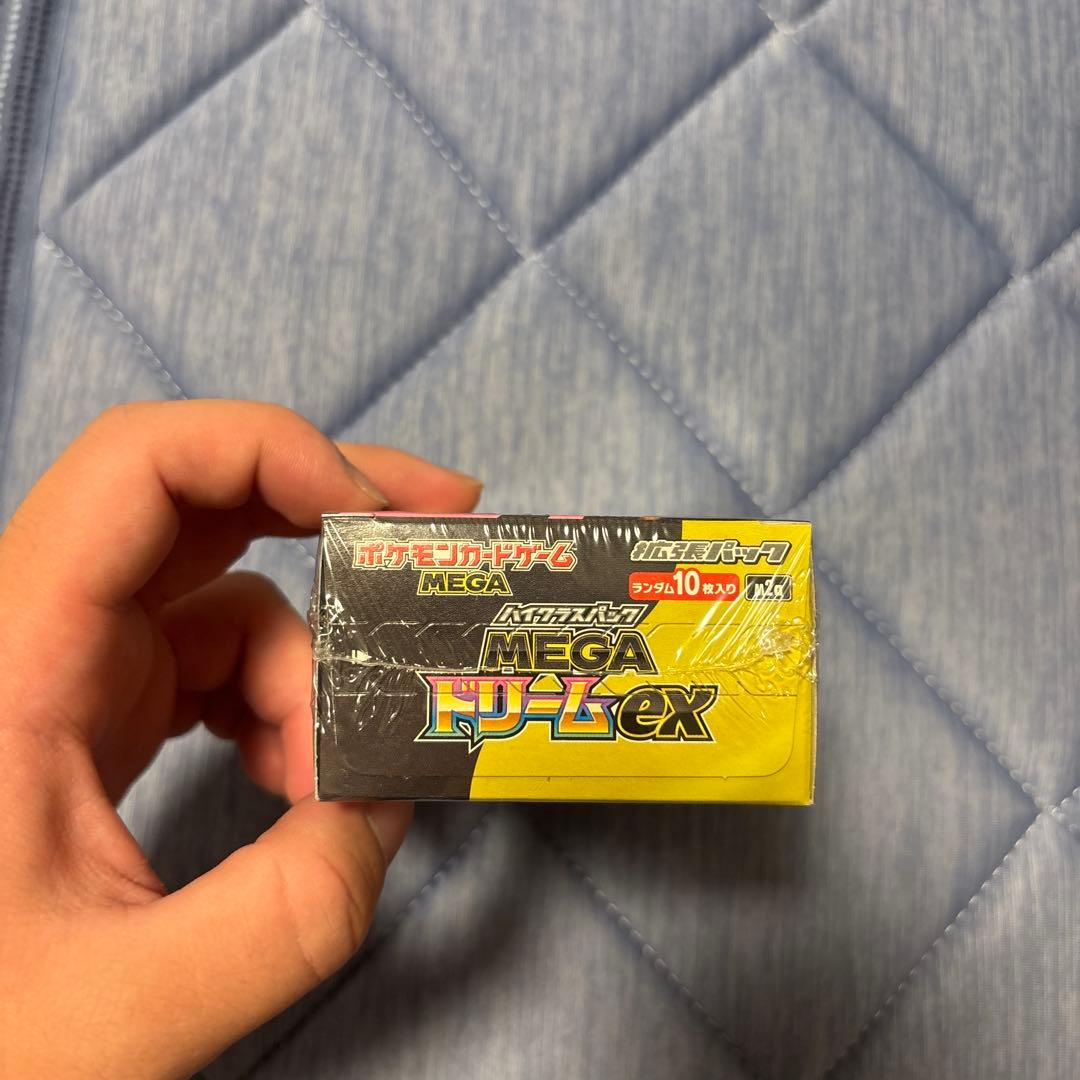 ポケモンカードゲーム
MEGA
拡張パック
ランダム10枚入り M2a
ハイクラスパック
MEGA
ドリームex